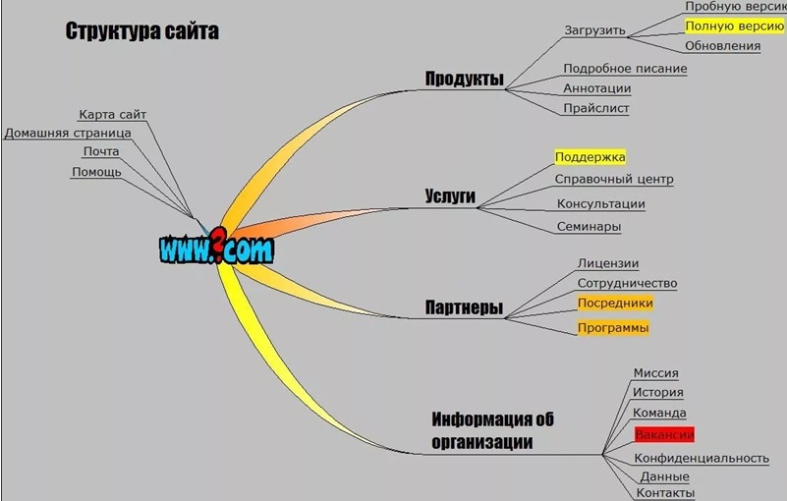 Структура сайта
Карта сайт
Домашняя страница
Почта
Помощь
www.?com
Продукты
Загрузить
Пробную версик
Полную версию
Обновления
Подробное писание
Аннотации
Прайслист
Услуги
Поддержка
Справочный центр
Консультации
Семинары
Партнеры
Лицензии
Сотрудничество
Посредники
Программы
Информация об
организации
Миссия
История
Команда
Вакансии
Конфиденциальность
Данные
Контакты